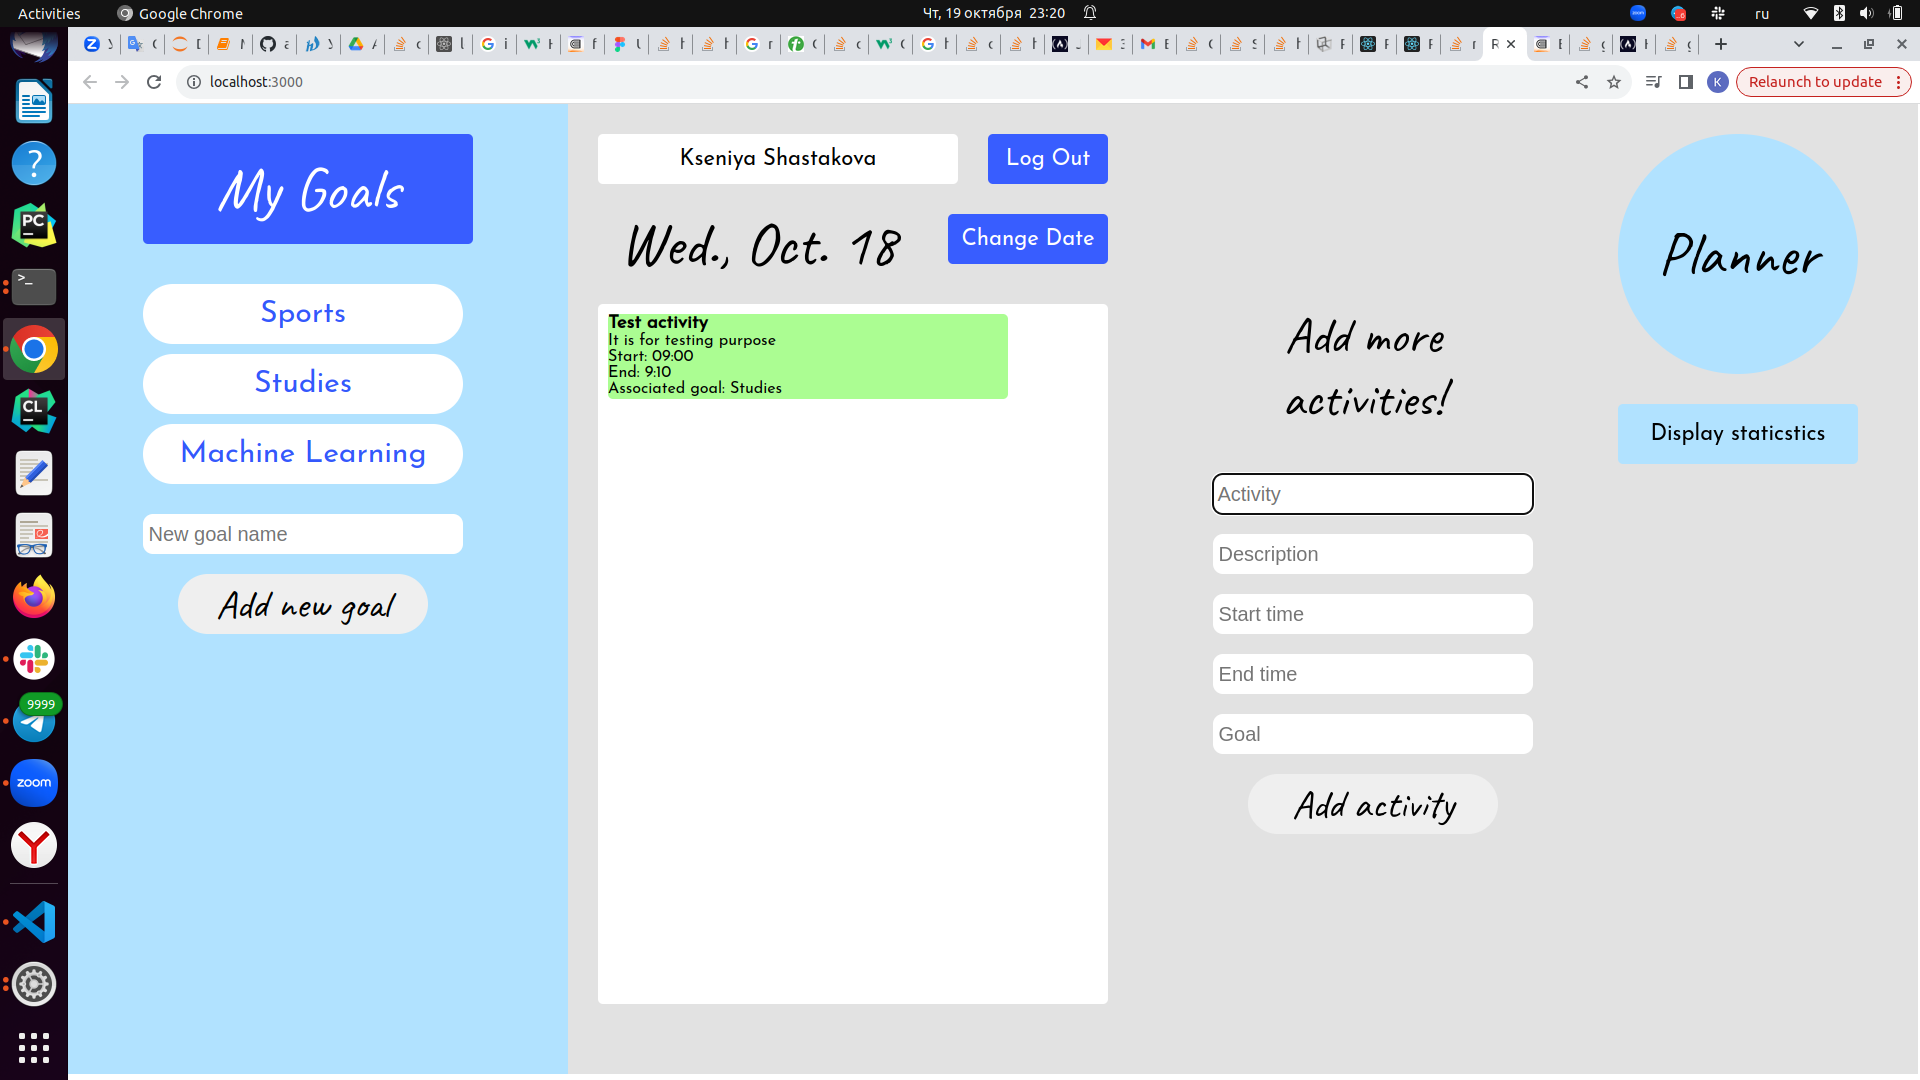 Activities
Google Chrome
Чт, 19 октября 23:20
ru
localhost:3000
Relaunch to update
K
My Goals
Sports
Studies
Machine Learning
New goal name
Add new goal
Kseniya Shastakova
Log Out
Wed., Oct. 18
Change Date
Test activity
It is for testing purpose
Start: 09:00
End: 9:10
Associated goal: Studies
Add more
activities!
Activity
Description
Start time
End time
Goal
Add activity
Planner
Display staticstics
PC
>_
CL
9999
zoom